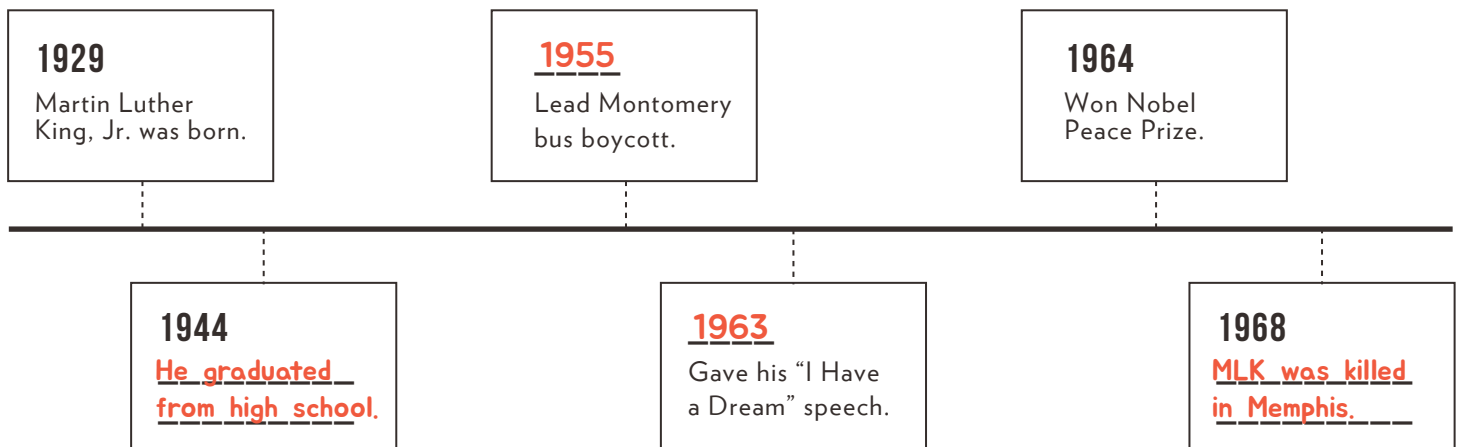 1929
Martin Luther
King, Jr. was born.
1955
Lead Montomery
bus boycott.
1964
Won Nobel
Peace Prize.
1944
He graduated
from high school.
1963
Gave his “I Have
a Dream” speech.
1968
MLK was killed
in Memphis.